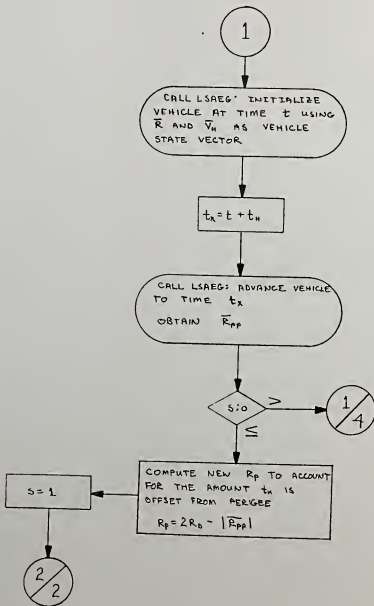 1
CALL LSAEG: INITIALIZE
VEHICLE AT TIME t USING
R̅ AND V̅ₕ AS VEHICLE
STATE VECTOR
tₓ = t + tₕ
CALL LSAEG: ADVANCE VEHICLE
TO TIME tₓ
OBTAIN R̅ₚₚ
S:0
>
1/4
≤
COMPUTE NEW Rₚ TO ACCOUNT
FOR THE AMOUNT tₕ IS
OFFSET FROM PERIGEE
Rₚ = 2R_D - |R̅ₚₚ|
S = 1
2/2